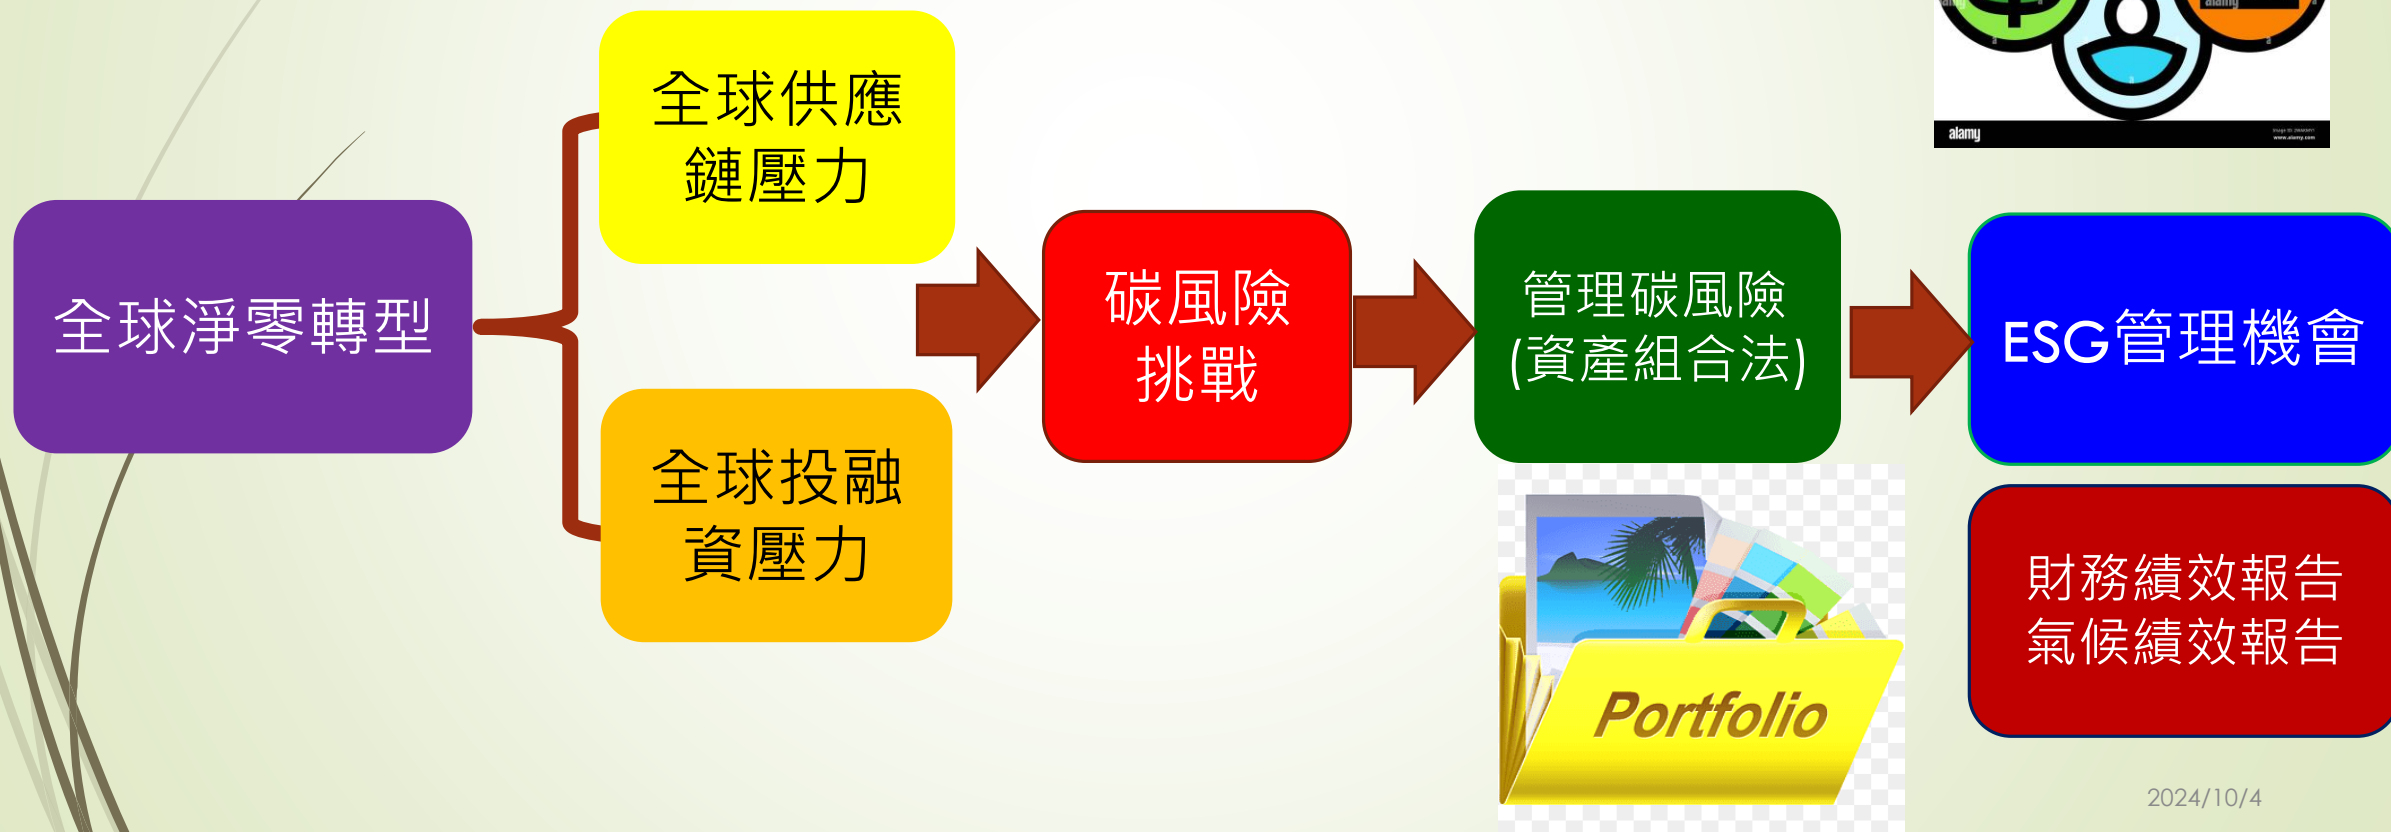 全球淨零轉型
全球供應
鏈壓力
全球投融
資壓力
碳風險
挑戰
管理碳風險
(資產組合法)
Portfolio
alamy
www.alamy.com
ESG管理機會
財務績效報告
氣候績效報告
2024/10/4